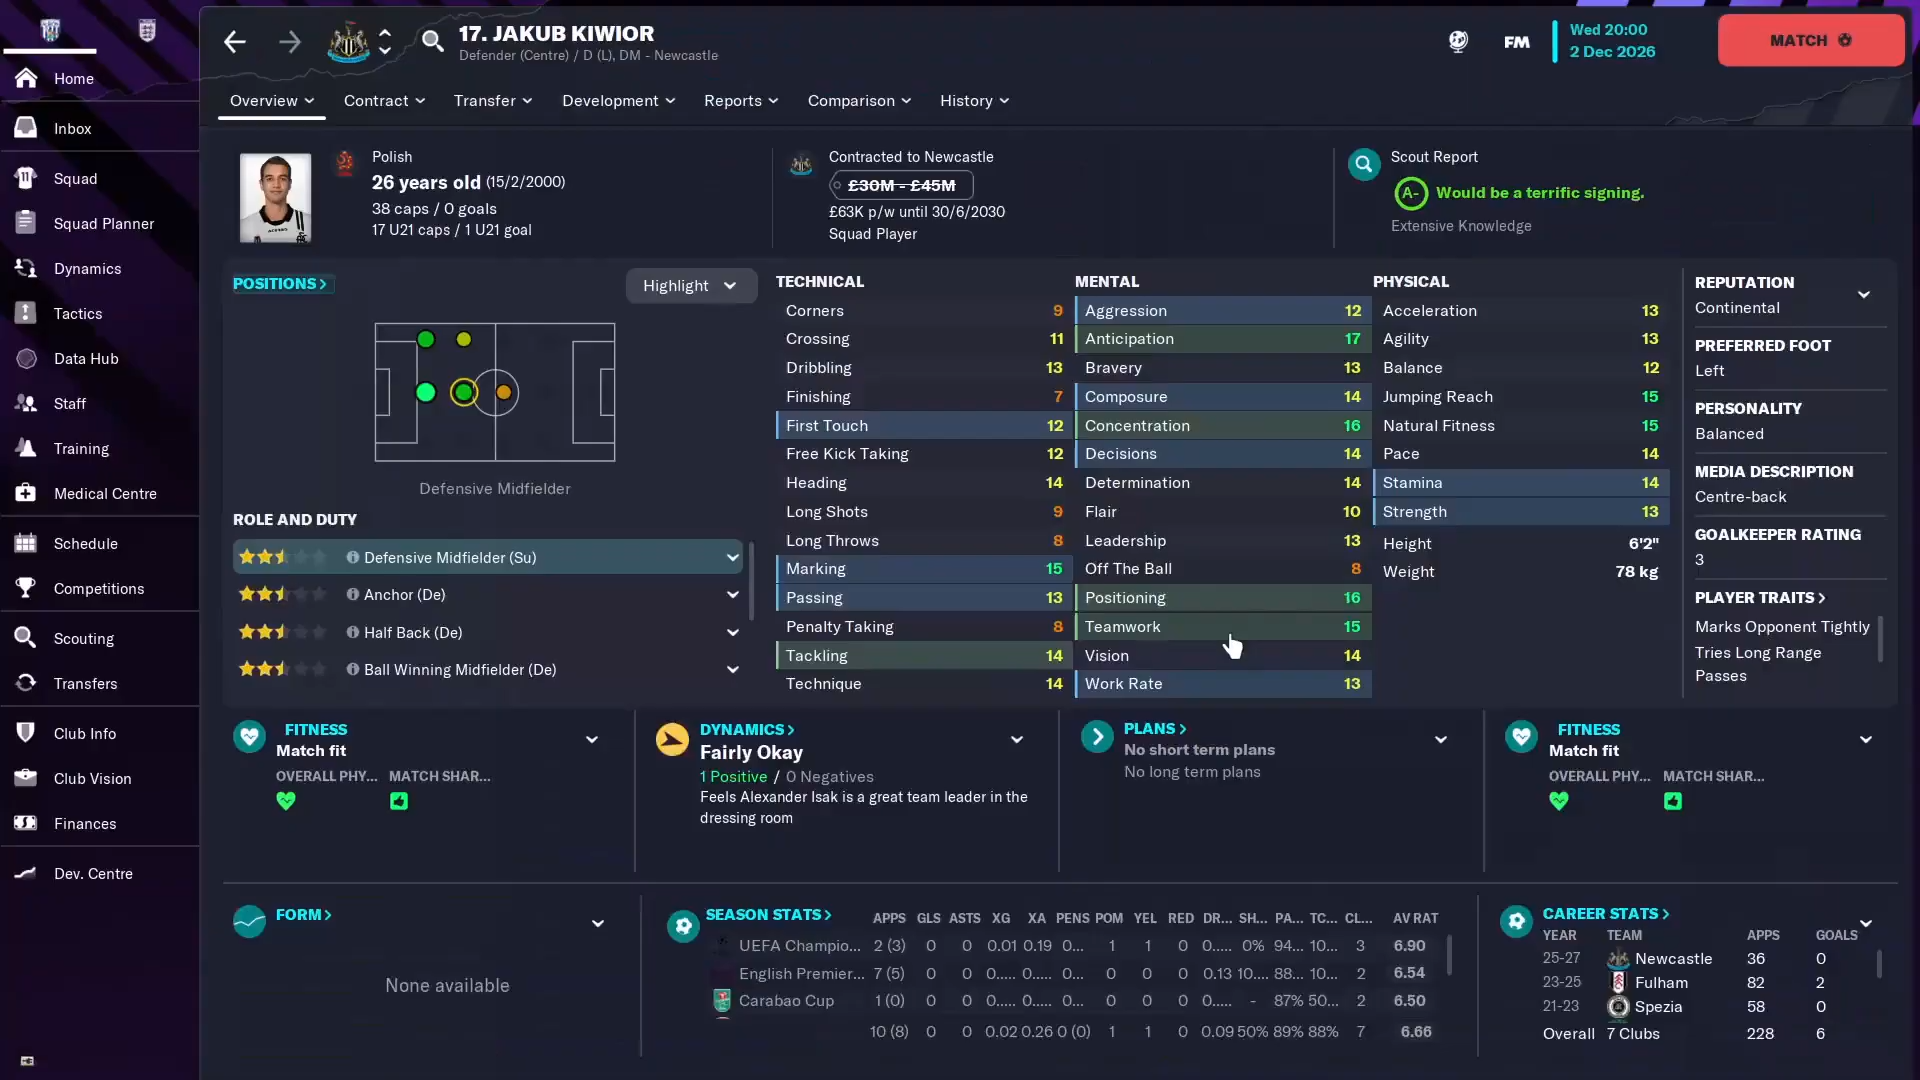 17. JAKUB KIWIOR
Defender (Centre) / D (L), DM - Newcastle
FM
Wed 20:00
2 Dec 2026
MATCH
Home
Inbox
Squad
Squad Planner
Dynamics
Tactics
Data Hub
Staff
Training
Medical Centre
Schedule
Competitions
Scouting
Transfers
Club Info
Club Vision
Finances
Dev. Centre
Overview Contract Transfer Development Reports Comparison History
Polish
26 years old (15/2/2000)
38 caps / 0 goals
17 U21 caps / 1 U21 goal
Contracted to Newcastle
£30M - £45M
£63K p/w until 30/6/2030
Squad Player
Scout Report
A- Would be a terrific signing.
Extensive Knowledge
POSITIONS >
Highlight
Defensive Midfielder
ROLE AND DUTY
Defensive Midfielder (Su)
Anchor (De)
Half Back (De)
Ball Winning Midfielder (De)
TECHNICAL
Corners 9
Crossing 11
Dribbling 13
Finishing 7
First Touch 12
Free Kick Taking 12
Heading 14
Long Shots 9
Long Throws 8
Marking 15
Passing 13
Penalty Taking 8
Tackling 14
Technique 14
MENTAL
Aggression 12
Anticipation 17
Bravery 13
Composure 14
Concentration 16
Decisions 14
Determination 14
Flair 10
Leadership 13
Off The Ball 8
Positioning 16
Teamwork 15
Vision 14
Work Rate 13
PHYSICAL
Acceleration 13
Agility 13
Balance 12
Jumping Reach 15
Natural Fitness 15
Pace 14
Stamina 14
Strength 13
Height 6'2"
Weight 78 kg
REPUTATION
Continental
PREFERRED FOOT
Left
PERSONALITY
Balanced
MEDIA DESCRIPTION
Centre-back
GOALKEEPER RATING
3
PLAYER TRAITS >
Marks Opponent Tightly
Tries Long Range
Passes
FITNESS
Match fit
OVERALL PHY... MATCH SHAR...
DYNAMICS >
Fairly Okay
1 Positive / 0 Negatives
Feels Alexander Isak is a great team leader in the
dressing room
PLANS >
No short term plans
No long term plans
FITNESS
Match fit
OVERALL PHY... MATCH SHAR...
FORM >
None available
SEASON STATS > APPS GLS ASTS XG XA PENS POM YEL RED DR... SH... PA... TC... CL... AV RAT
UEFA Champio... 2 (3) 0 0 0.01 0.19 0... 1 1 0 0..... 0% 94... 10... 3 6.90
English Premier... 7 (5) 0 0 0..... 0..... 0... 0 0 0 0.13 10.... 88... 10... 2 6.54
Carabao Cup 1 (0) 0 0 0..... 0..... 0... 0 0 0 0..... - 87% 50... 2 6.50
10 (8) 0 0 0.02 0.26 0 (0) 1 1 0 0.09 50% 89% 88% 7 6.66
CAREER STATS >
YEAR TEAM APPS GOALS
25-27 Newcastle 36 0
23-25 Fulham 82 2
21-23 Spezia 58 0
Overall 7 Clubs 228 6